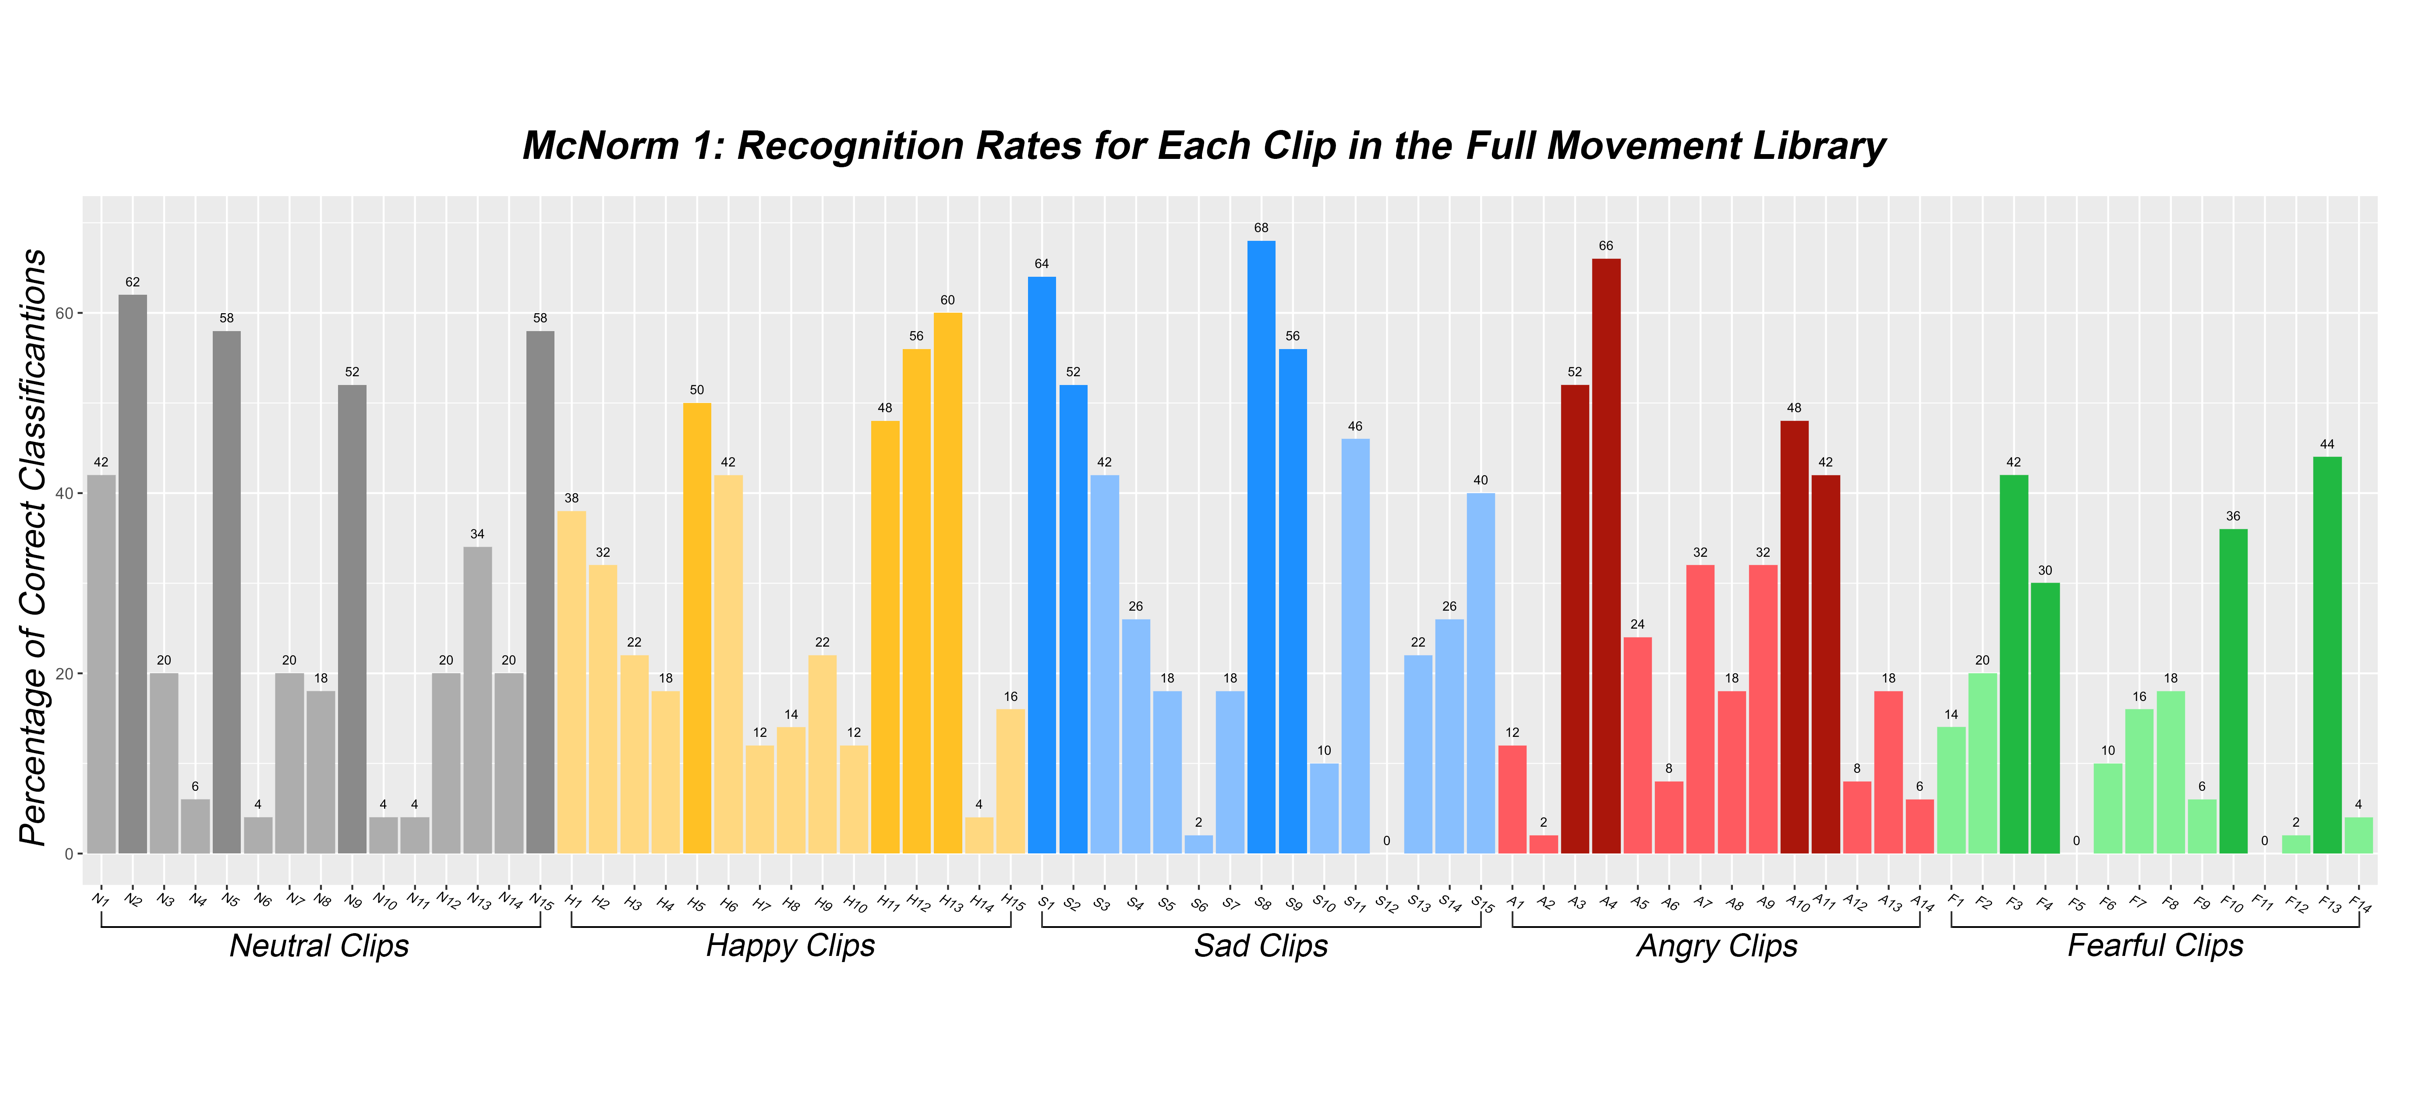 McNorm 1: Recognition Rates for Each Clip in the Full Movement Library
Percentage of Correct Classificantions
60
40
20
0
42 62 20 6 58 4 20 18 52 4 4 20 34 20 58 38 32 22 18 50 42 12 14 22 12 48 56 60 4 16 64 52 42 26 18 2 18 68 56 10 46 0 22 26 40 12 2 52 66 24 8 32 18 32 48 42 8 18 6 14 20 42 30 0 10 16 18 6 36 0 2 44 4
N1 N2 N3 N4 N5 N6 N7 N8 N9 N10 N11 N12 N13 N14 N15 H1 H2 H3 H4 H5 H6 H7 H8 H9 H10 H11 H12 H13 H14 H15 S1 S2 S3 S4 S5 S6 S7 S8 S9 S10 S11 S12 S13 S14 S15 A1 A2 A3 A4 A5 A6 A7 A8 A9 A10 A11 A12 A13 A14 F1 F2 F3 F4 F5 F6 F7 F8 F9 F10 F11 F12 F13 F14
Neutral Clips Happy Clips Sad Clips Angry Clips Fearful Clips